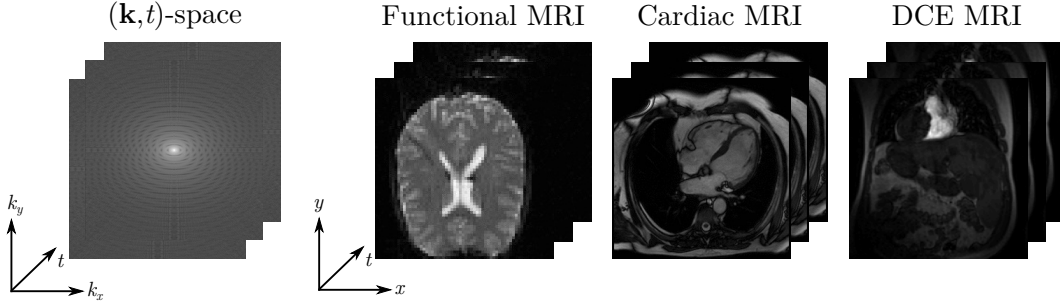 (k,t)-space
Functional MRI
Cardiac MRI
DCE MRI
k_y
t
k_x
y
t
x